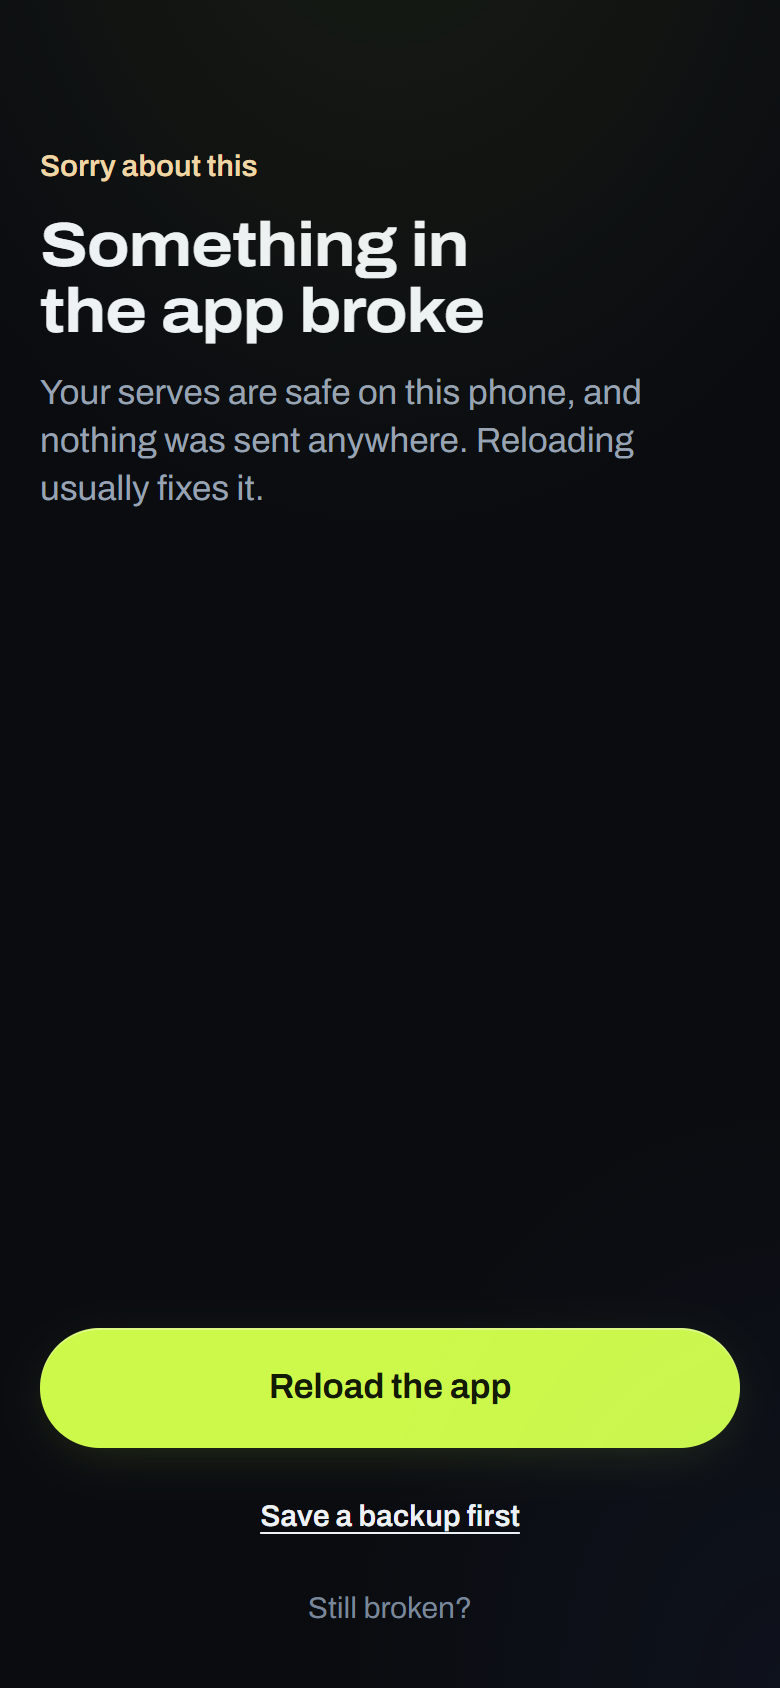 Sorry about this
Something in
the app broke
Your serves are safe on this phone, and
nothing was sent anywhere. Reloading
usually fixes it.
Reload the app
Save a backup first
Still broken?